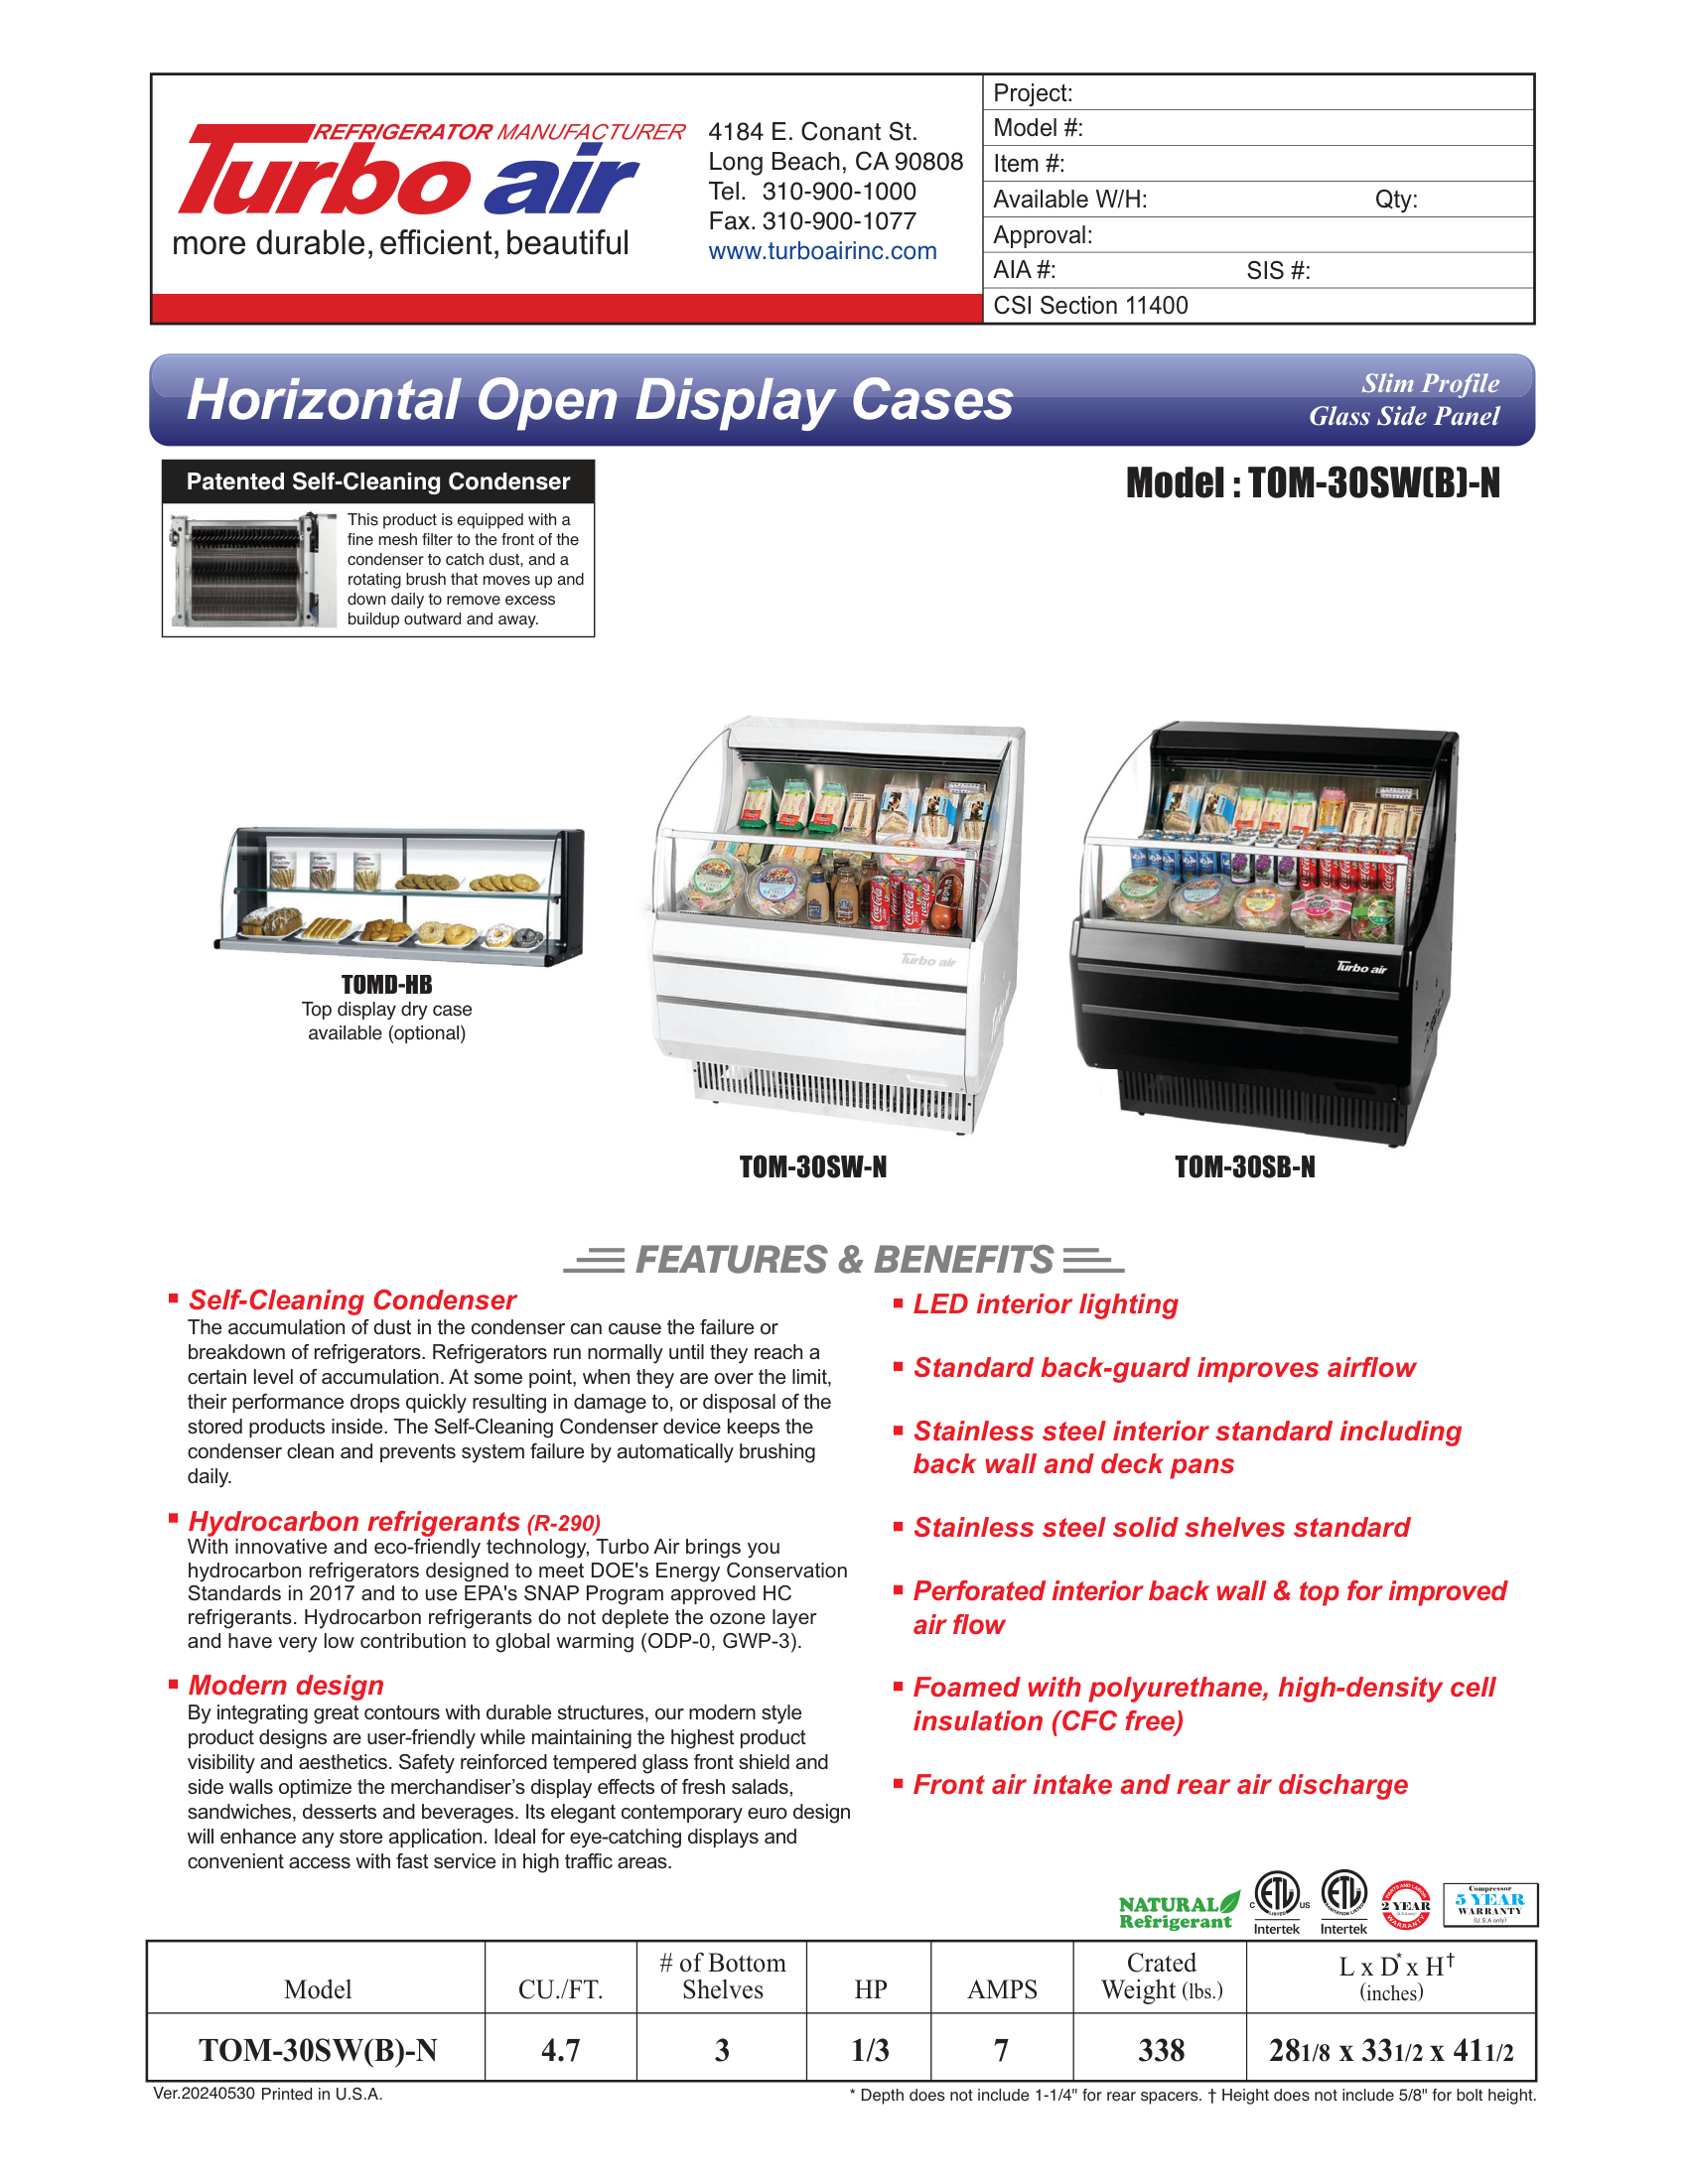 REFRIGERATOR MANUFACTURER
Turbo air
more durable, efficient, beautiful
4184 E. Conant St.
Long Beach, CA 90808
Tel. 310-900-1000
Fax. 310-900-1077
www.turboairinc.com
Project:
Model #:
Item #:
Available W/H: Qty:
Approval:
AIA #: SIS #:
CSI Section 11400
Horizontal Open Display Cases
Slim Profile
Glass Side Panel
Patented Self-Cleaning Condenser
This product is equipped with a
fine mesh filter to the front of the
condenser to catch dust, and a
rotating brush that moves up and
down daily to remove excess
buildup outward and away.
Model : TOM-30SW(B)-N
Turbo air
Turbo air
TOMD-HB
Top display dry case
available (optional)
TOM-30SW-N
TOM-30SB-N
FEATURES & BENEFITS
▪ Self-Cleaning Condenser
The accumulation of dust in the condenser can cause the failure or
breakdown of refrigerators. Refrigerators run normally until they reach a
certain level of accumulation. At some point, when they are over the limit,
their performance drops quickly resulting in damage to, or disposal of the
stored products inside. The Self-Cleaning Condenser device keeps the
condenser clean and prevents system failure by automatically brushing
daily.
▪ Hydrocarbon refrigerants (R-290)
With innovative and eco-friendly technology, Turbo Air brings you
hydrocarbon refrigerators designed to meet DOE's Energy Conservation
Standards in 2017 and to use EPA's SNAP Program approved HC
refrigerants. Hydrocarbon refrigerants do not deplete the ozone layer
and have very low contribution to global warming (ODP-0, GWP-3).
▪ Modern design
By integrating great contours with durable structures, our modern style
product designs are user-friendly while maintaining the highest product
visibility and aesthetics. Safety reinforced tempered glass front shield and
side walls optimize the merchandiser's display effects of fresh salads,
sandwiches, desserts and beverages. Its elegant contemporary euro design
will enhance any store application. Ideal for eye-catching displays and
convenient access with fast service in high traffic areas.
▪ LED interior lighting
▪ Standard back-guard improves airflow
▪ Stainless steel interior standard including
back wall and deck pans
▪ Stainless steel solid shelves standard
▪ Perforated interior back wall & top for improved
air flow
▪ Foamed with polyurethane, high-density cell
insulation (CFC free)
▪ Front air intake and rear air discharge
NATURAL
Refrigerant
C ETL US
LISTED
Intertek
ETL
Intertek
PARTS AND LABOR
2 YEAR
WARRANTY
Compressor
5 YEAR
WARRANTY
(U.S.A only)
Model CU./FT. # of Bottom Shelves HP AMPS Crated Weight (lbs.) L x D* x H† (inches)
TOM-30SW(B)-N 4.7 3 1/3 7 338 281/8 x 331/2 x 411/2
Ver.20240530 Printed in U.S.A.
* Depth does not include 1-1/4" for rear spacers. † Height does not include 5/8" for bolt height.